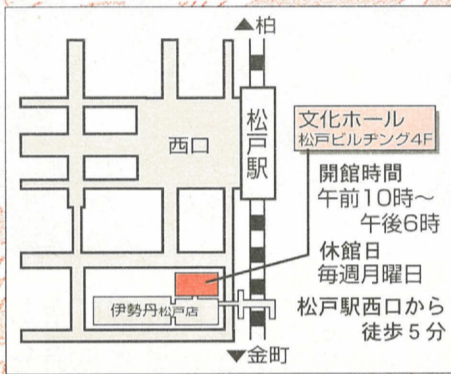 ▲柏
松戸駅
西口
文化ホール
松戸ビルヂング4F
開館時間
午前10時～
午後6時
休館日
毎週月曜日
松戸駅西口から
徒歩5分
伊勢丹松戸店
▼金町